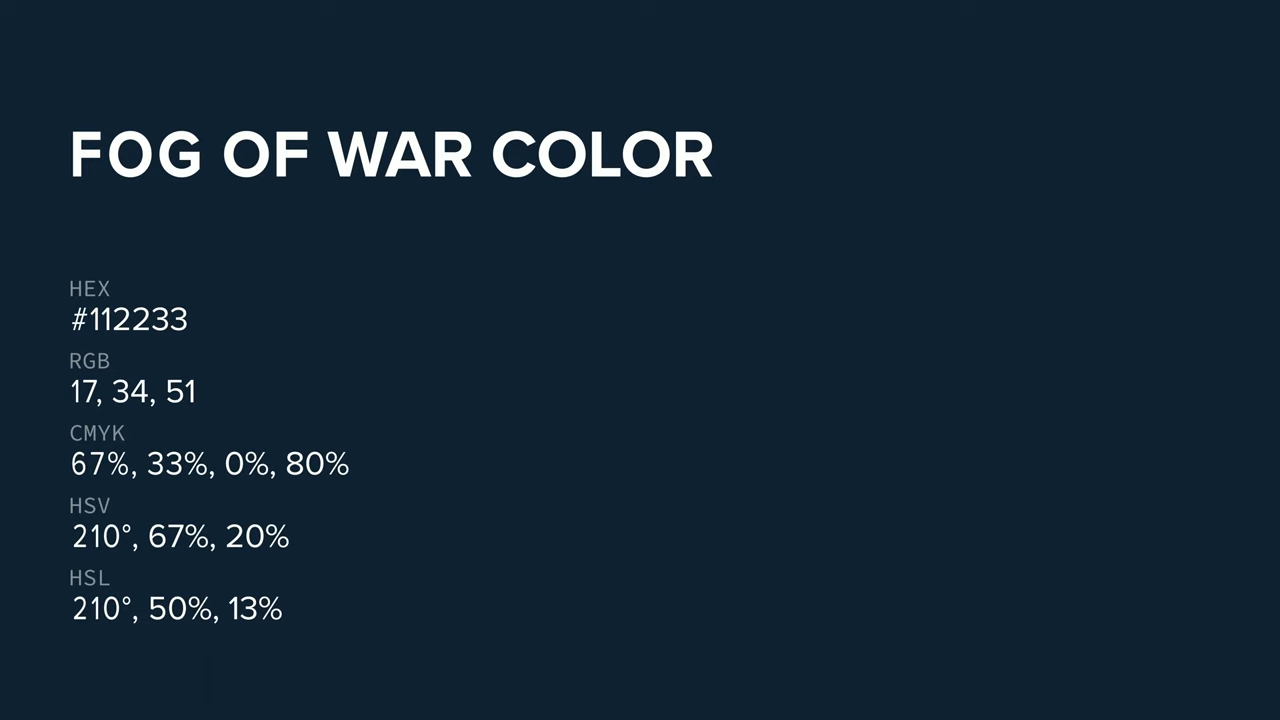 FOG OF WAR COLOR
HEX
#112233
RGB
17, 34, 51
CMYK
67%, 33%, 0%, 80%
HSV
210°, 67%, 20%
HSL
210°, 50%, 13%